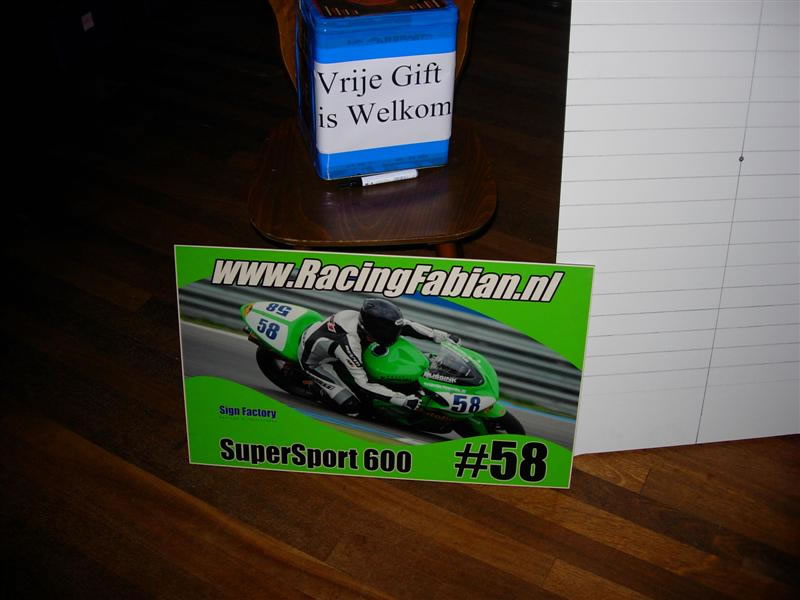 Vrije Gift
is Welkom
www.RacingFabian.nl
58
58
58
Sign Factory
SuperSport 600
#58